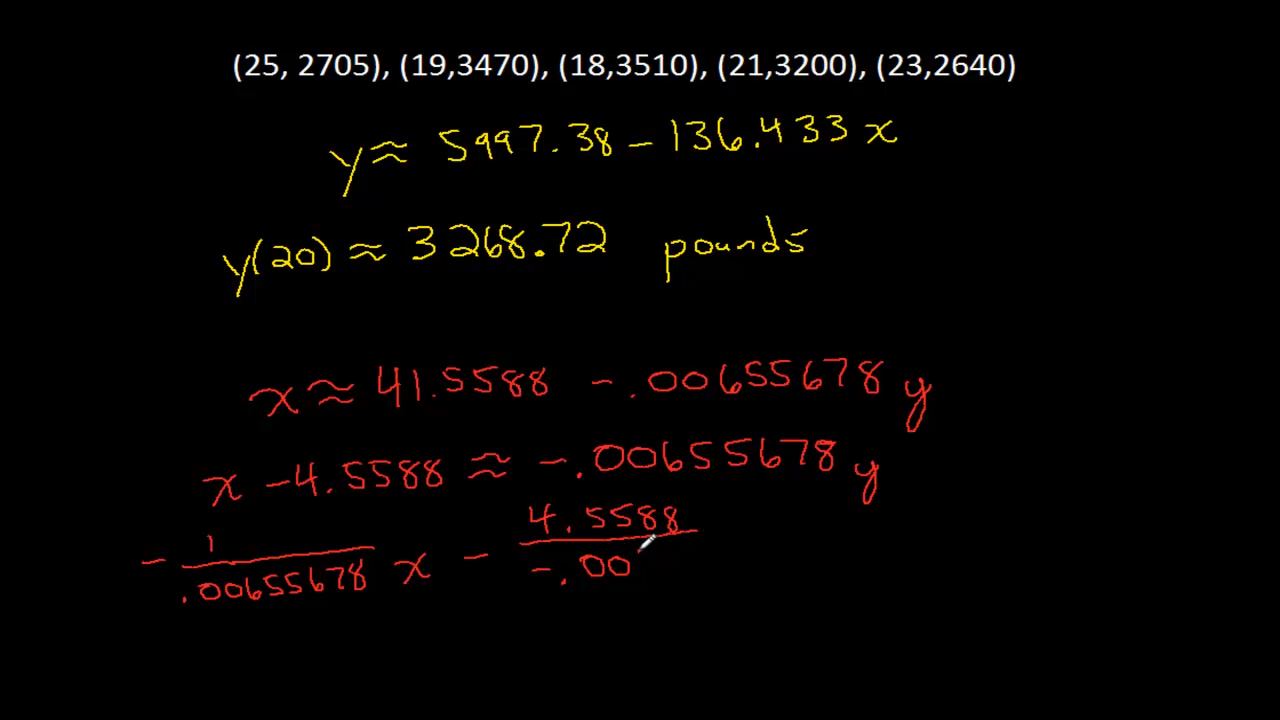 (25, 2705), (19,3470), (18,3510), (21,3200), (23,2640)
y ≈ 5997.38 - 136.433 x
y(20) ≈ 3268.72 pounds
x ≈ 41.5588 - .00655678 y
x - 4.5588 ≈ - .00655678 y
- 1/.00655678 x - 4.5588/-.00